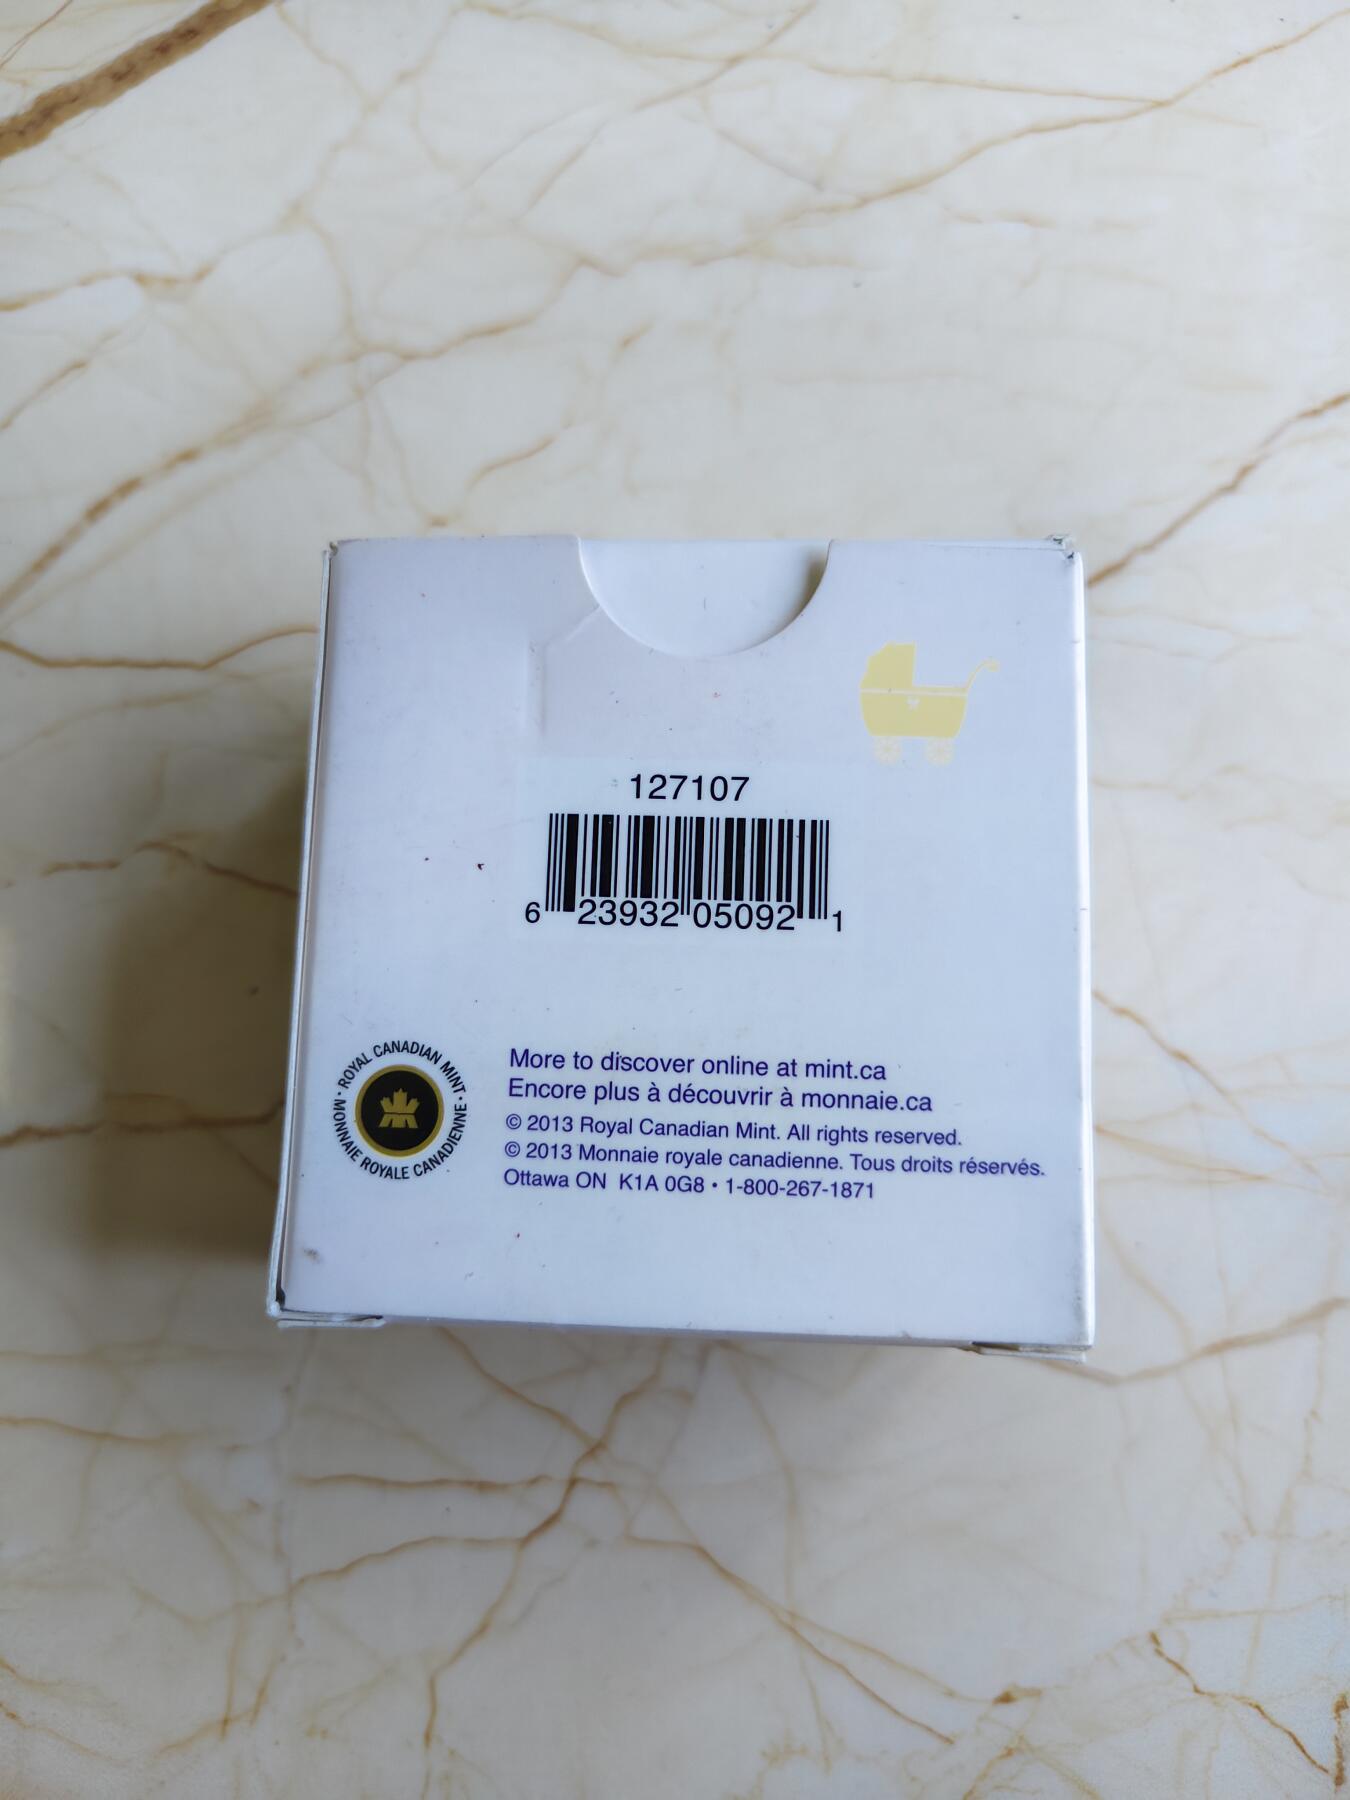 127107
6 23932 05092 1
ROYAL CANADIAN MINT • MONNAIE ROYALE CANADIENNE •
More to discover online at mint.ca
Encore plus à découvrir à monnaie.ca
© 2013 Royal Canadian Mint. All rights reserved.
© 2013 Monnaie royale canadienne. Tous droits réservés.
Ottawa ON  K1A 0G8 • 1-800-267-1871